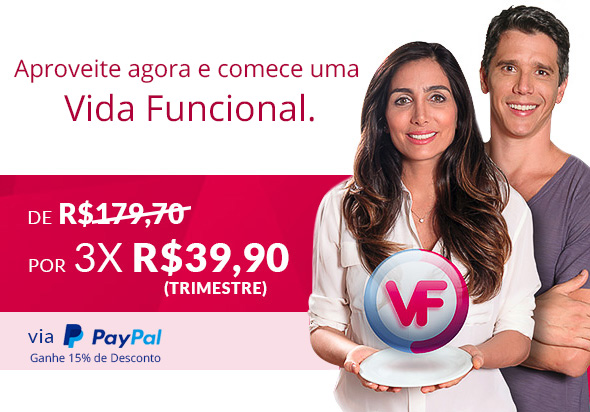 Aproveite agora e comece uma
Vida Funcional.
DE R$179,70
POR 3X R$39,90
(TRIMESTRE)
via PayPal
Ganhe 15% de Desconto
VF